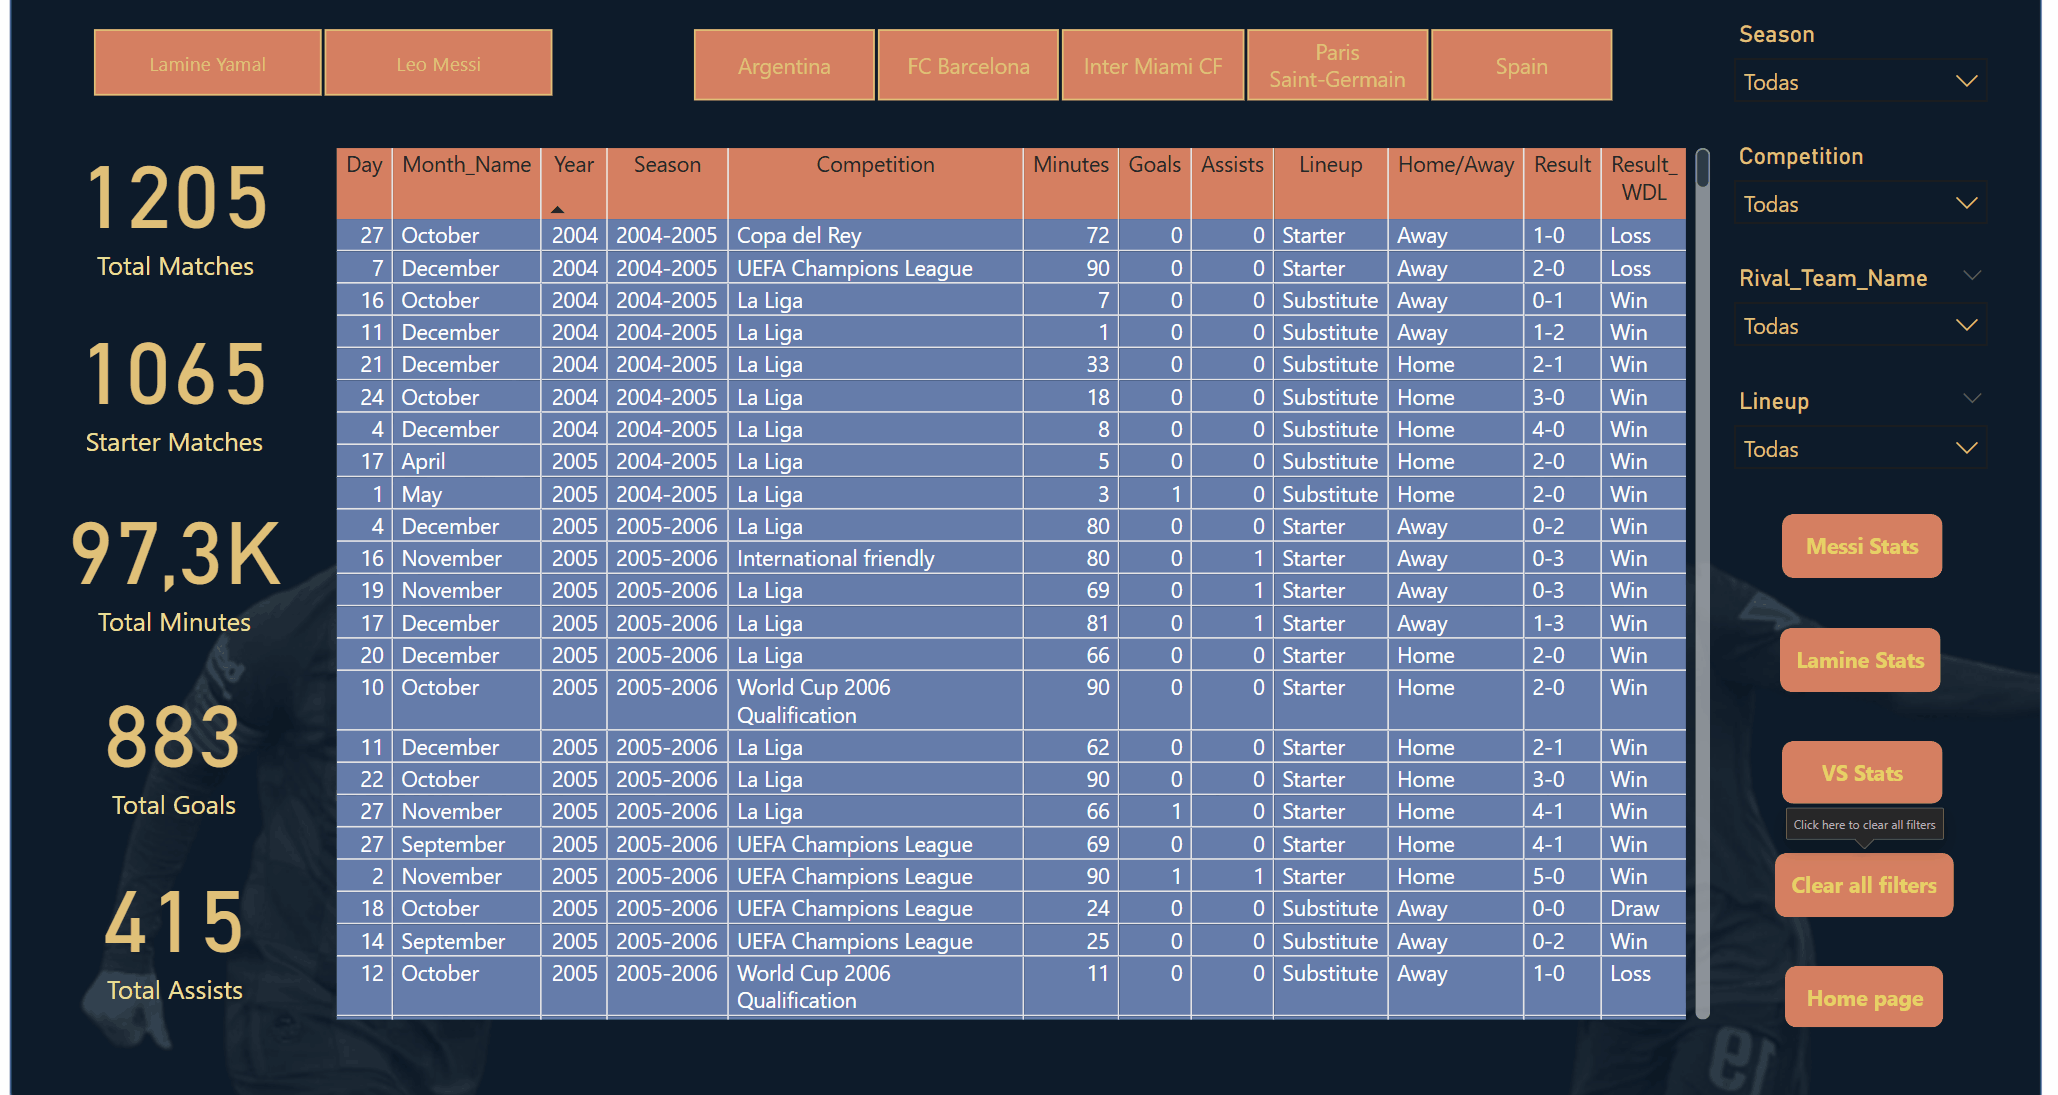 Lamine Yamal Leo Messi Argentina FC Barcelona Inter Miami CF Paris Saint-Germain Spain
1205
Total Matches
1065
Starter Matches
97,3K
Total Minutes
883
Total Goals
415
Total Assists
Day Month_Name Year Season Competition Minutes Goals Assists Lineup Home/Away Result Result_WDL
27 October 2004 2004-2005 Copa del Rey 72 0 0 Starter Away 1-0 Loss
7 December 2004 2004-2005 UEFA Champions League 90 0 0 Starter Away 2-0 Loss
16 October 2004 2004-2005 La Liga 7 0 0 Substitute Away 0-1 Win
11 December 2004 2004-2005 La Liga 1 0 0 Substitute Away 1-2 Win
21 December 2004 2004-2005 La Liga 33 0 0 Substitute Home 2-1 Win
24 October 2004 2004-2005 La Liga 18 0 0 Substitute Home 3-0 Win
4 December 2004 2004-2005 La Liga 8 0 0 Substitute Home 4-0 Win
17 April 2005 2004-2005 La Liga 5 0 0 Substitute Home 2-0 Win
1 May 2005 2004-2005 La Liga 3 1 0 Substitute Home 2-0 Win
4 December 2005 2005-2006 La Liga 80 0 0 Starter Away 0-2 Win
16 November 2005 2005-2006 International friendly 80 0 1 Starter Away 0-3 Win
19 November 2005 2005-2006 La Liga 69 0 1 Starter Away 0-3 Win
17 December 2005 2005-2006 La Liga 81 0 1 Starter Away 1-3 Win
20 December 2005 2005-2006 La Liga 66 0 0 Starter Home 2-0 Win
10 October 2005 2005-2006 World Cup 2006 Qualification 90 0 0 Starter Home 2-0 Win
11 December 2005 2005-2006 La Liga 62 0 0 Starter Home 2-1 Win
22 October 2005 2005-2006 La Liga 90 0 0 Starter Home 3-0 Win
27 November 2005 2005-2006 La Liga 66 1 0 Starter Home 4-1 Win
27 September 2005 2005-2006 UEFA Champions League 69 0 0 Starter Home 4-1 Win
2 November 2005 2005-2006 UEFA Champions League 90 1 1 Starter Home 5-0 Win
18 October 2005 2005-2006 UEFA Champions League 24 0 0 Substitute Away 0-0 Draw
14 September 2005 2005-2006 UEFA Champions League 25 0 0 Substitute Away 0-2 Win
12 October 2005 2005-2006 World Cup 2006 Qualification 11 0 0 Substitute Away 1-0 Loss
Season
Todas
Competition
Todas
Rival_Team_Name
Todas
Lineup
Todas
Messi Stats
Lamine Stats
VS Stats
Click here to clear all filters
Clear all filters
Home page
19